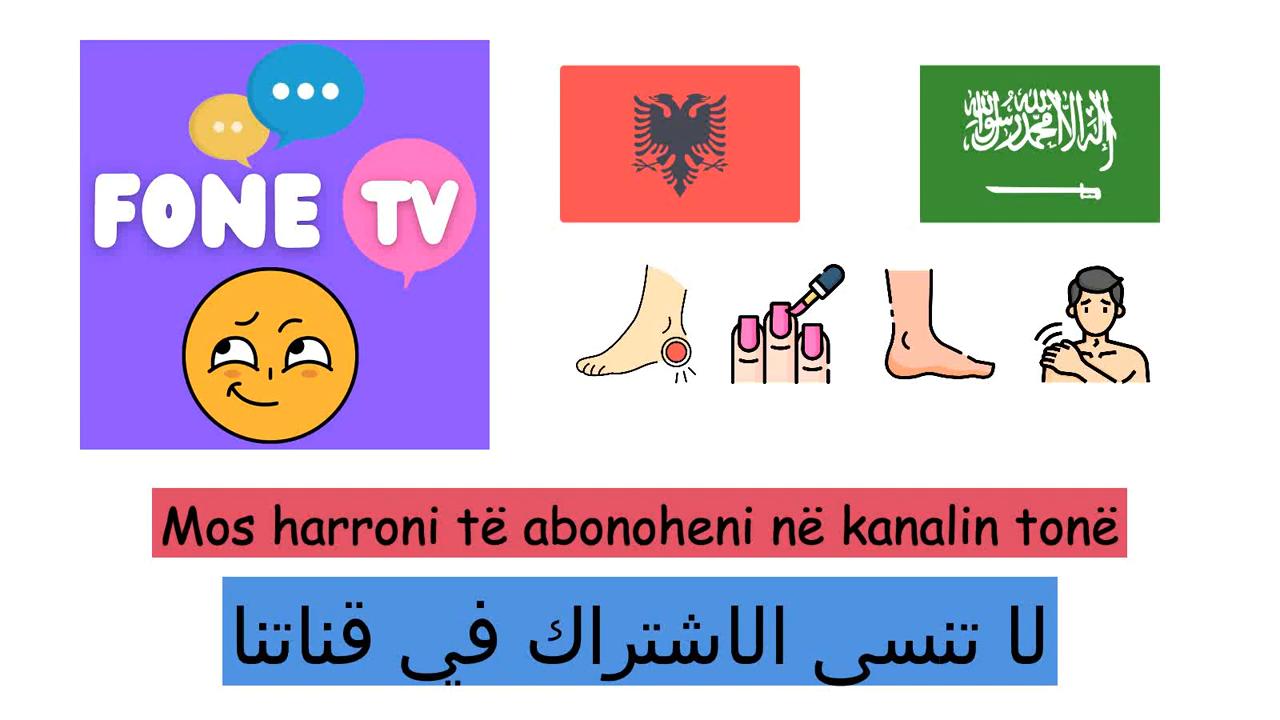 FONE TV
لا إله إلا الله محمد رسول الله
Mos harroni të abonoheni në kanalin tonë
لا تنسى الاشتراك في قناتنا